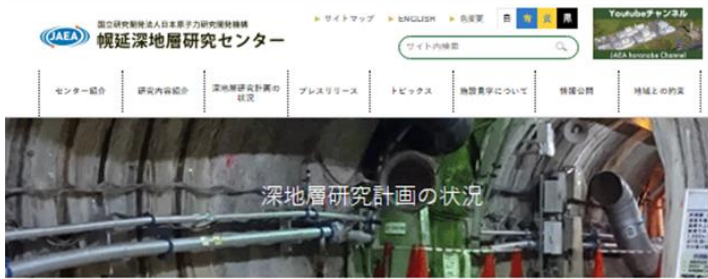 国立研究開発法人日本原子力研究開発機構
JAEA
幌延深地層研究センター
サイトマップ
ENGLISH
色変更
白 青 黄 黒
サイト内検索
Youtubeチャンネル
JAEA horonobe Channel
センター紹介
研究内容紹介
深地層研究計画の
状況
プレスリリース
トピックス
施設見学について
情報公開
地域との約束
深地層研究計画の状況